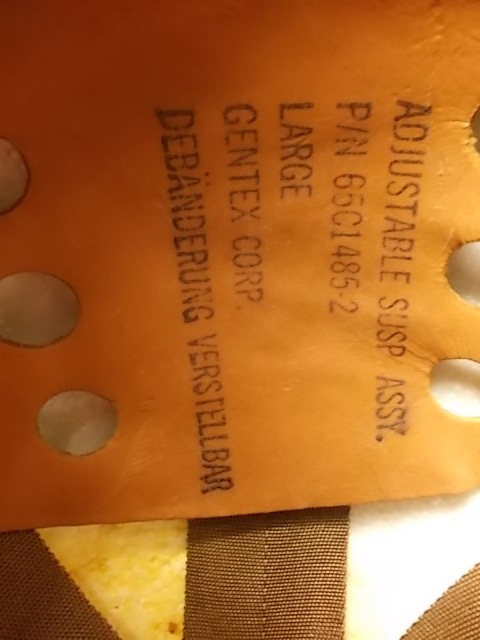 ADJUSTABLE SUSP ASSY.
P/N 65C1485-2
LARGE
GENTEX CORP.
DEBÄNDERUNG VERSTELLBAR